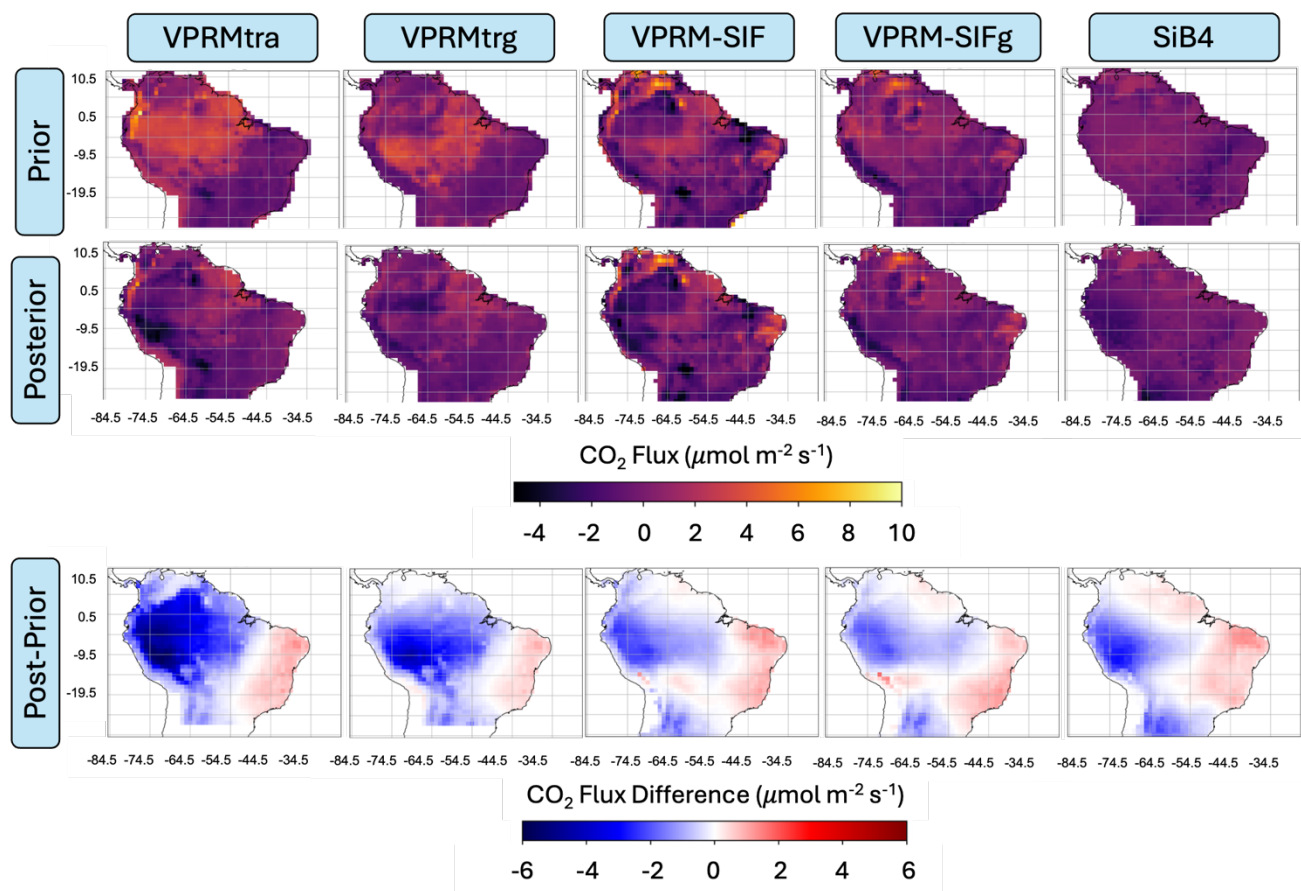 VPRMtra VPRMtrg VPRM-SIF VPRM-SIFg SiB4
Prior
10.5
0.5
-9.5
-19.5
Posterior
10.5
0.5
-9.5
-19.5
-84.5 -74.5 -64.5 -54.5 -44.5 -34.5 -84.5 -74.5 -64.5 -54.5 -44.5 -34.5 -84.5 -74.5 -64.5 -54.5 -44.5 -34.5 -84.5 -74.5 -64.5 -54.5 -44.5 -34.5 -84.5 -74.5 -64.5 -54.5 -44.5 -34.5
CO₂ Flux (μmol m⁻² s⁻¹)
-4 -2 0 2 4 6 8 10
Post-Prior
10.5
0.5
-9.5
-19.5
-84.5 -74.5 -64.5 -54.5 -44.5 -34.5 -84.5 -74.5 -64.5 -54.5 -44.5 -34.5 -84.5 -74.5 -64.5 -54.5 -44.5 -34.5 -84.5 -74.5 -64.5 -54.5 -44.5 -34.5 -84.5 -74.5 -64.5 -54.5 -44.5 -34.5
CO₂ Flux Difference (μmol m⁻² s⁻¹)
-6 -4 -2 0 2 4 6